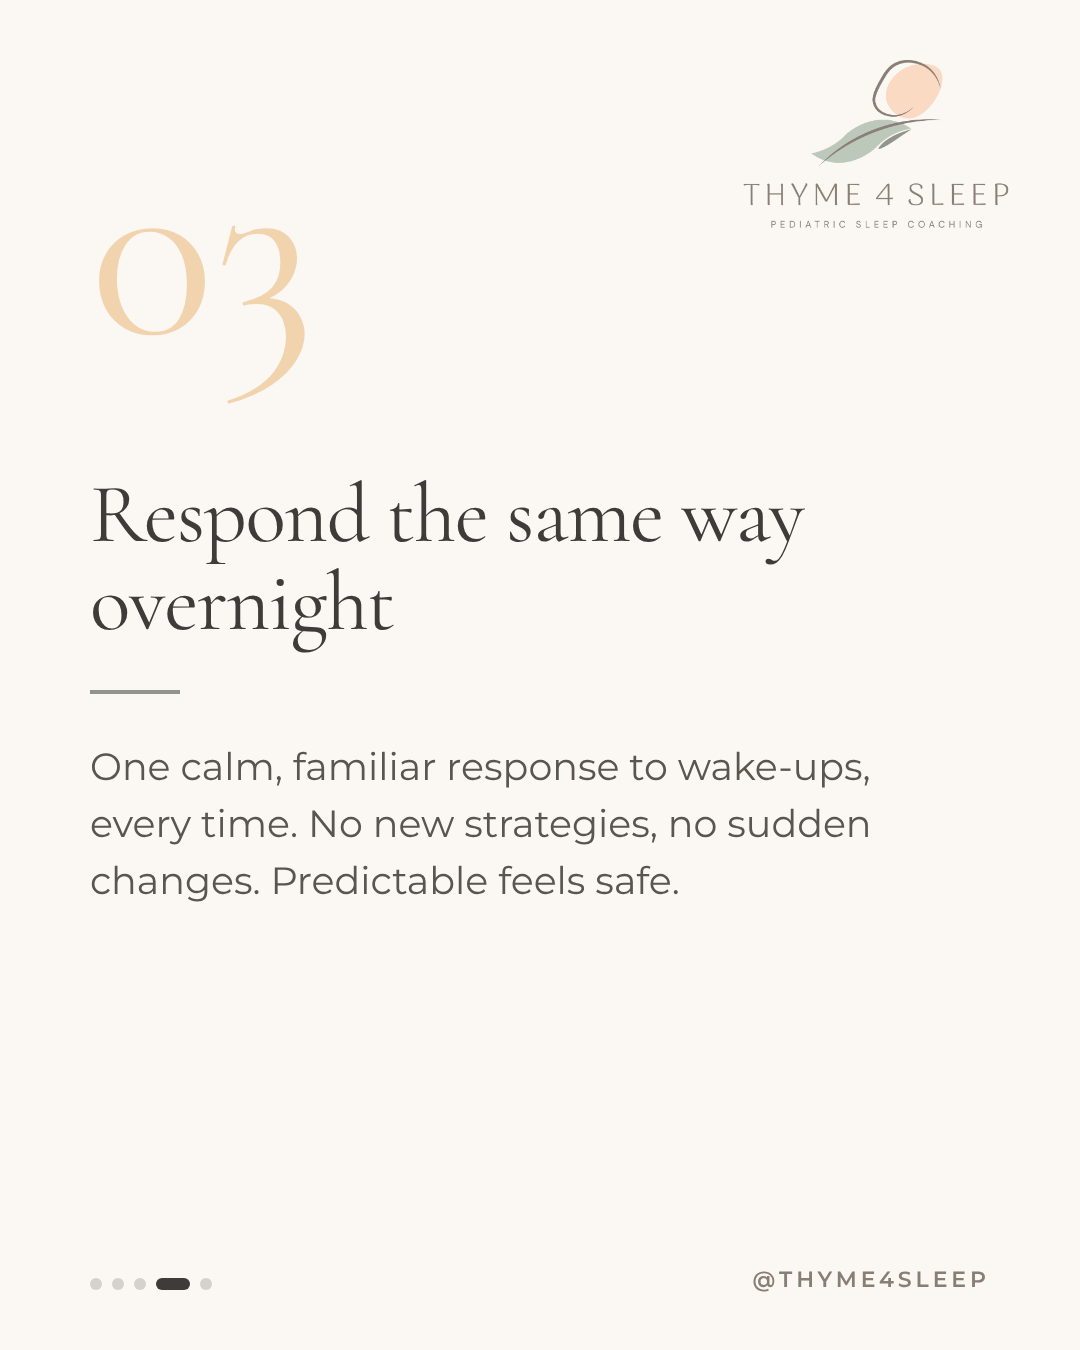 THYME 4 SLEEP
PEDIATRIC SLEEP COACHING
03
Respond the same way
overnight
One calm, familiar response to wake-ups,
every time. No new strategies, no sudden
changes. Predictable feels safe.
@THYME4SLEEP